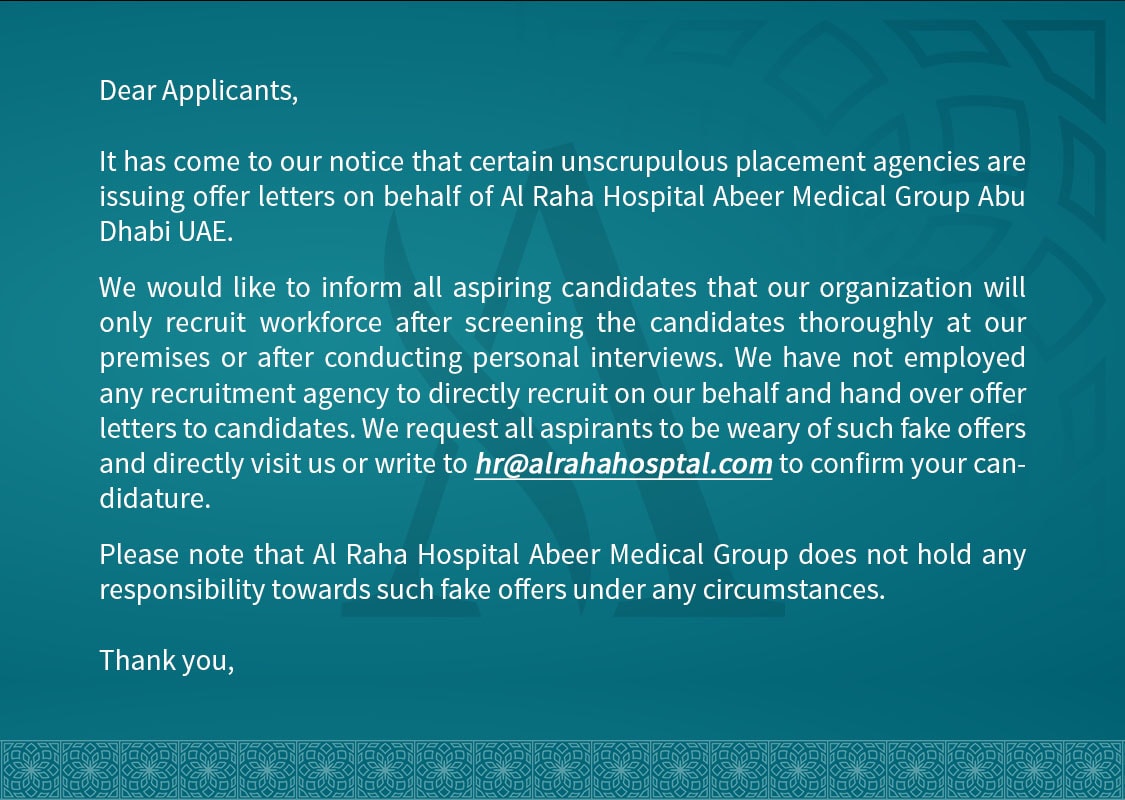 Dear Applicants,
It has come to our notice that certain unscrupulous placement agencies are
issuing offer letters on behalf of Al Raha Hospital Abeer Medical Group Abu
Dhabi UAE.
We would like to inform all aspiring candidates that our organization will
only recruit workforce after screening the candidates thoroughly at our
premises or after conducting personal interviews. We have not employed
any recruitment agency to directly recruit on our behalf and hand over offer
letters to candidates. We request all aspirants to be weary of such fake offers
and directly visit us or write to hr@alrahahosptal.com to confirm your can-
didature.
Please note that Al Raha Hospital Abeer Medical Group does not hold any
responsibility towards such fake offers under any circumstances.
Thank you,